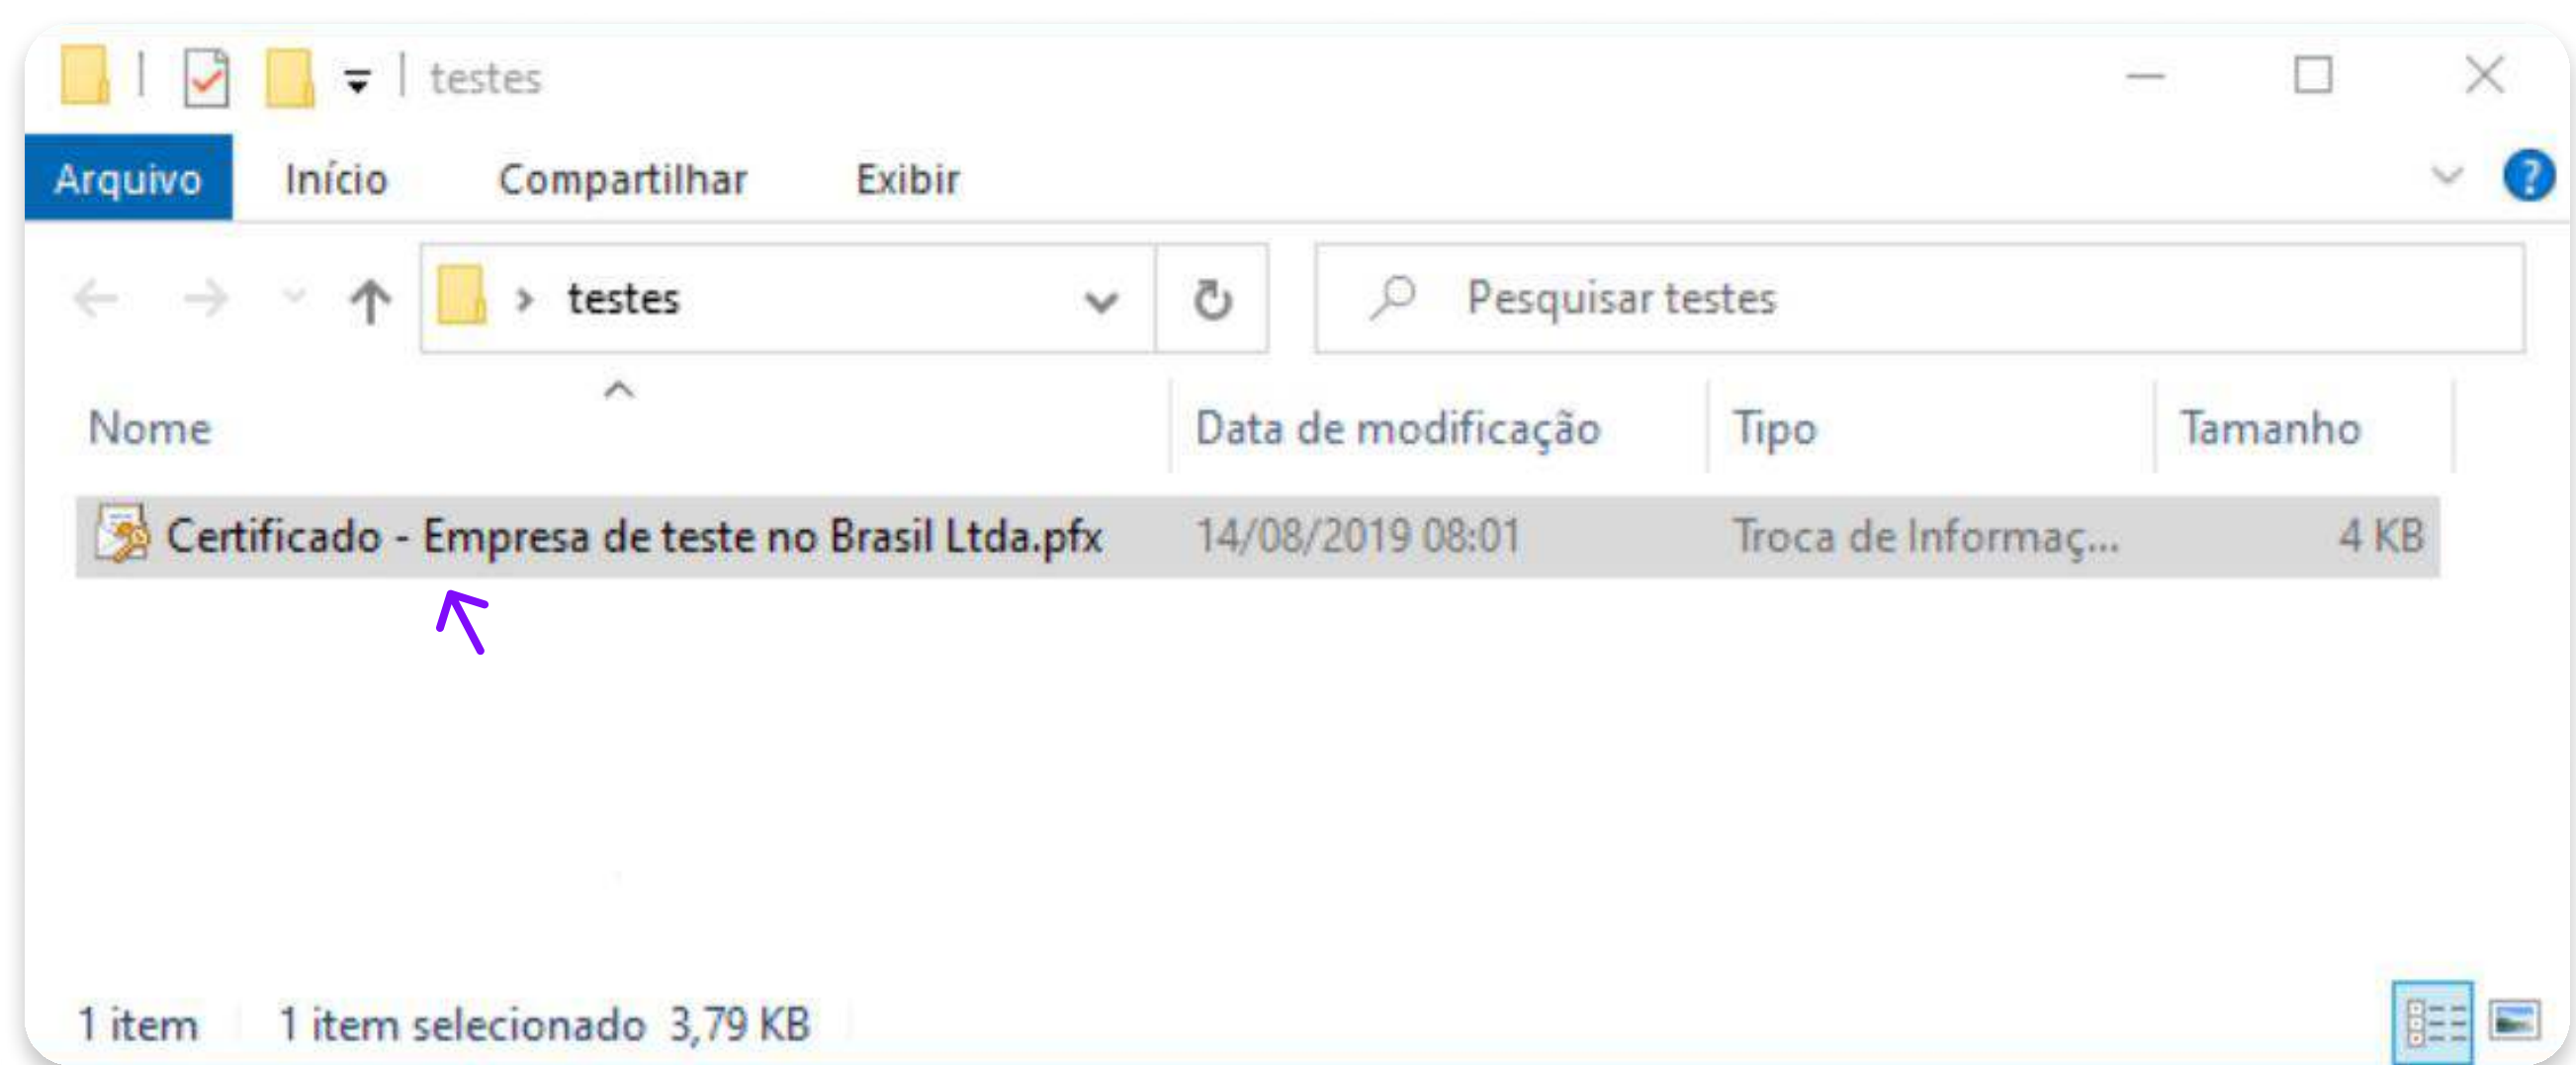 testes
Arquivo Início Compartilhar Exibir ?
testes Pesquisar testes
Nome Data de modificação Tipo Tamanho
Certificado - Empresa de teste no Brasil Ltda.pfx 14/08/2019 08:01 Troca de Informaç... 4 KB
1 item 1 item selecionado 3,79 KB